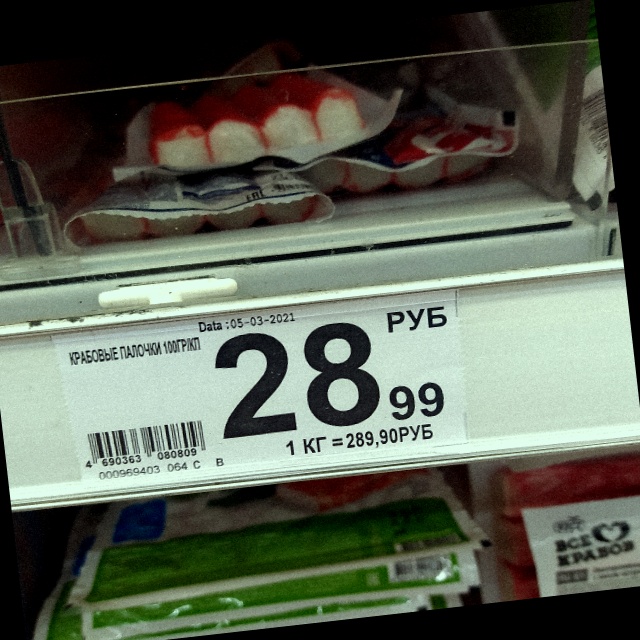 Data : 05-03-2021
РУБ
КРАБОВЫЕ ПАЛОЧКИ 100ГР/КП
28 99
1 КГ =289,90РУБ
4 690363 080809
000969403 064 С В
ВСЕ
КРАБОВ